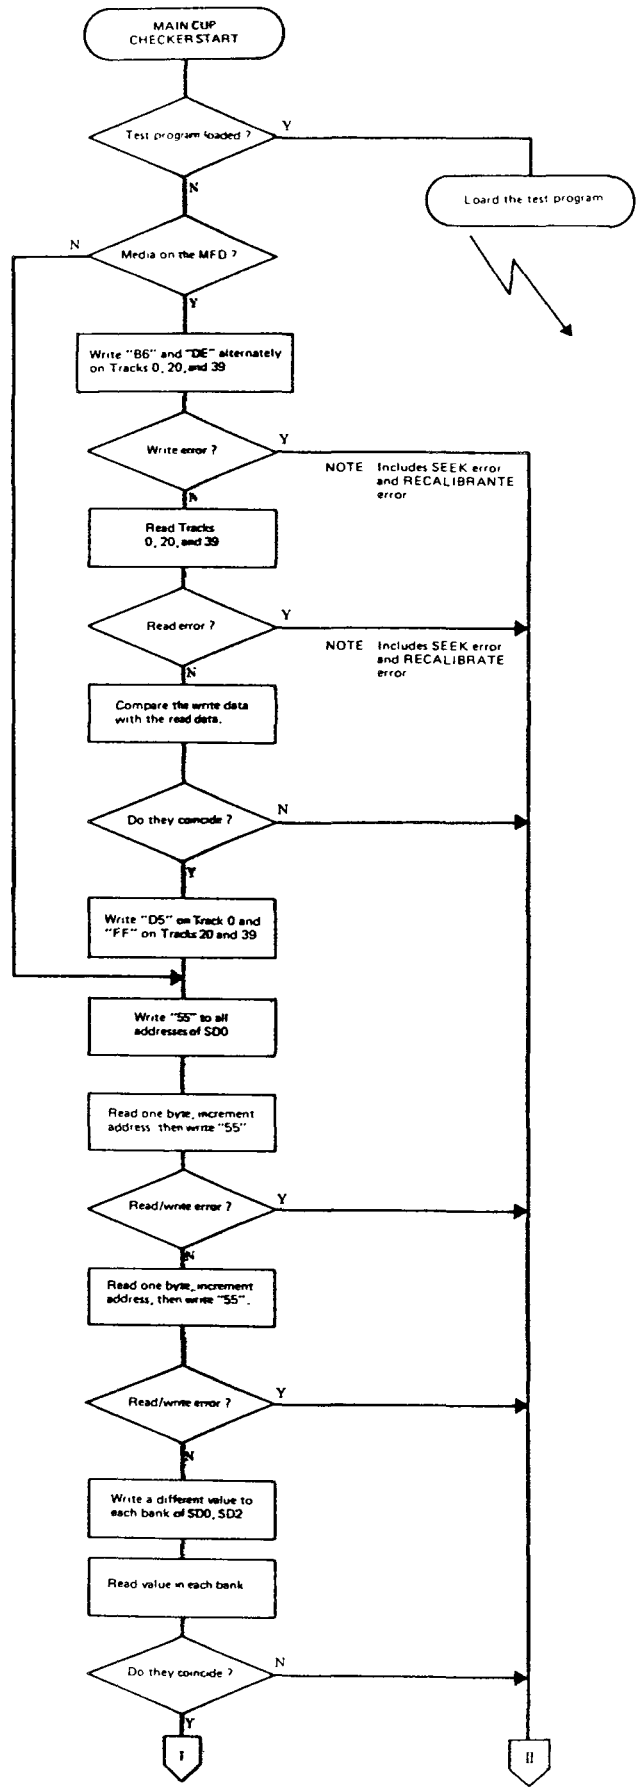 MAIN CUP
CHECKER START
Test program loaded ?
Y
N
Loard the test program
Media on the MFD ?
N
Y
Write "B6" and "DE" alternately
on Tracks 0, 20, and 39
Write error ?
Y
NOTE Includes SEEK error
and RECALIBRANTE
error
N
Read Tracks
0, 20, and 39
Read error ?
Y
NOTE Includes SEEK error
and RECALIBRATE
error
N
Compare the write data
with the read data.
Do they coincide ?
N
Y
Write "D5" on Track 0 and
"FF" on Tracks 20 and 39
Write "55" to all
addresses of SD0
Read one byte, increment
address, then write "55"
Read/write error ?
Y
N
Read one byte, increment
address, then write "55".
Read/write error ?
Y
N
Write a different value to
each bank of SD0, SD2
Read value in each bank
Do they coincide ?
N
Y
I
II